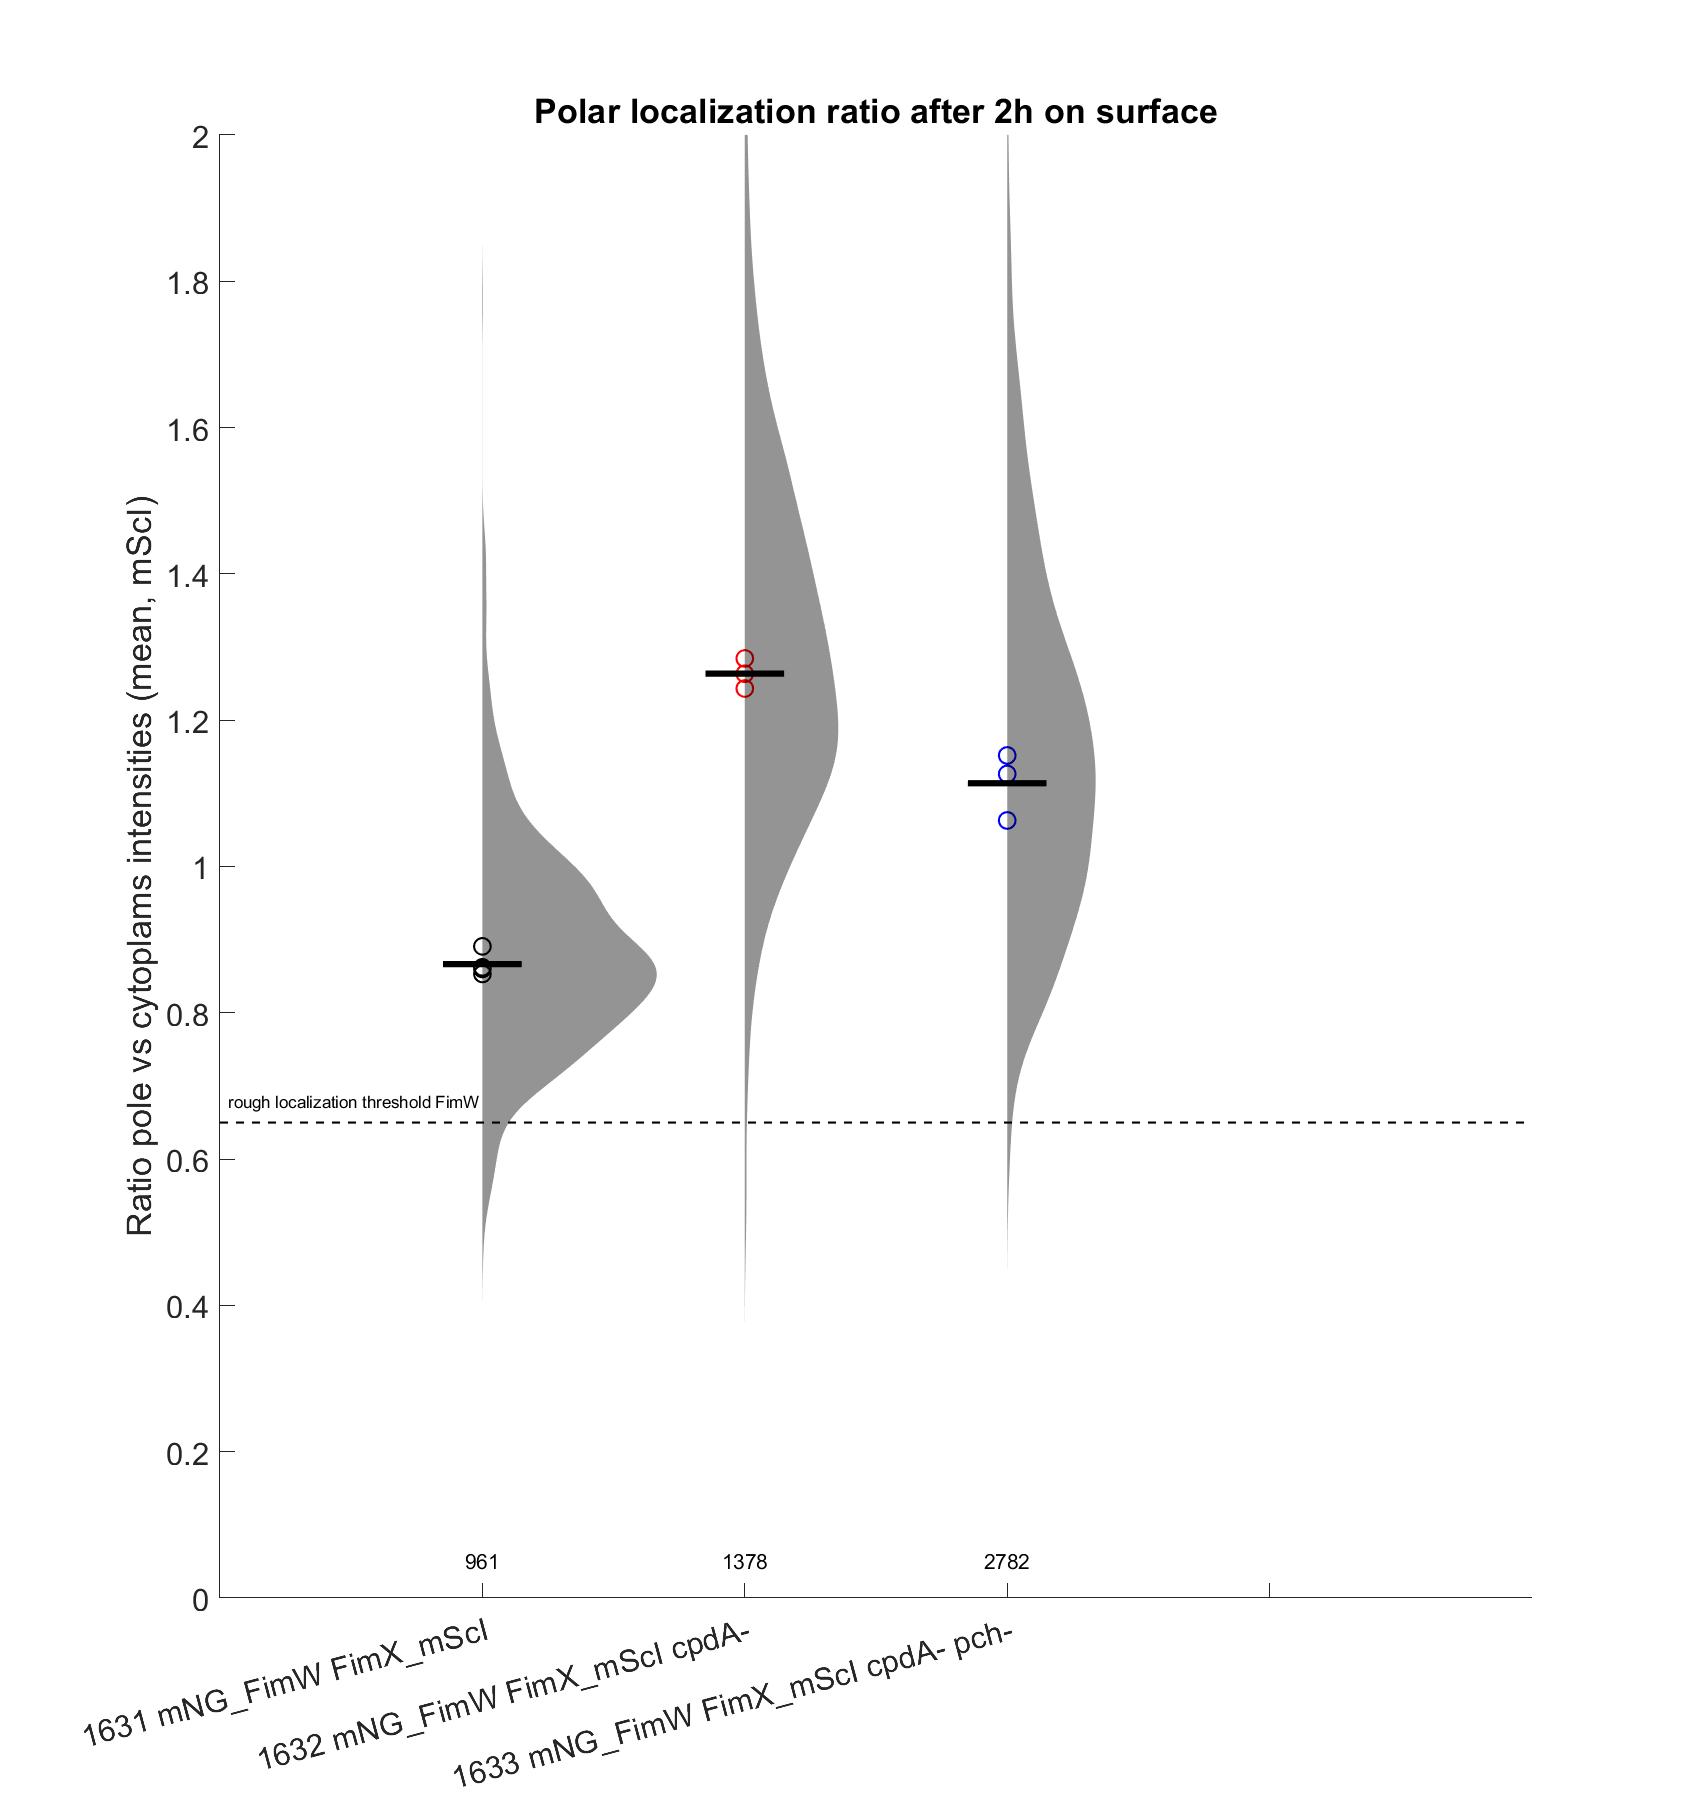 Polar localization ratio after 2h on surface
Ratio pole vs cytoplams intensities (mean, mScI)
2
1.8
1.6
1.4
1.2
1
0.8
0.6
0.4
0.2
0
rough localization threshold FimW
961
1378
2782
1631 mNG_FimW FimX_mScI
1632 mNG_FimW FimX_mScI cpdA-
1633 mNG_FimW FimX_mScI cpdA- pch-